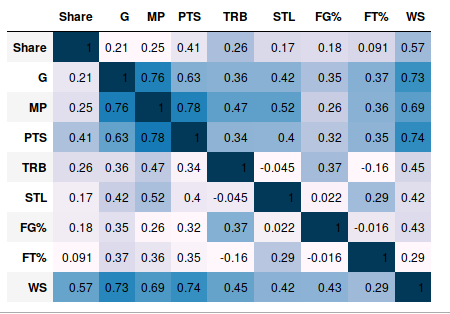 Share G MP PTS TRB STL FG% FT% WS
Share 1 0.21 0.25 0.41 0.26 0.17 0.18 0.091 0.57
G 0.21 1 0.76 0.63 0.36 0.42 0.35 0.37 0.73
MP 0.25 0.76 1 0.78 0.47 0.52 0.26 0.36 0.69
PTS 0.41 0.63 0.78 1 0.34 0.4 0.32 0.35 0.74
TRB 0.26 0.36 0.47 0.34 1 -0.045 0.37 -0.16 0.45
STL 0.17 0.42 0.52 0.4 -0.045 1 0.022 0.29 0.42
FG% 0.18 0.35 0.26 0.32 0.37 0.022 1 -0.016 0.43
FT% 0.091 0.37 0.36 0.35 -0.16 0.29 -0.016 1 0.29
WS 0.57 0.73 0.69 0.74 0.45 0.42 0.43 0.29 1